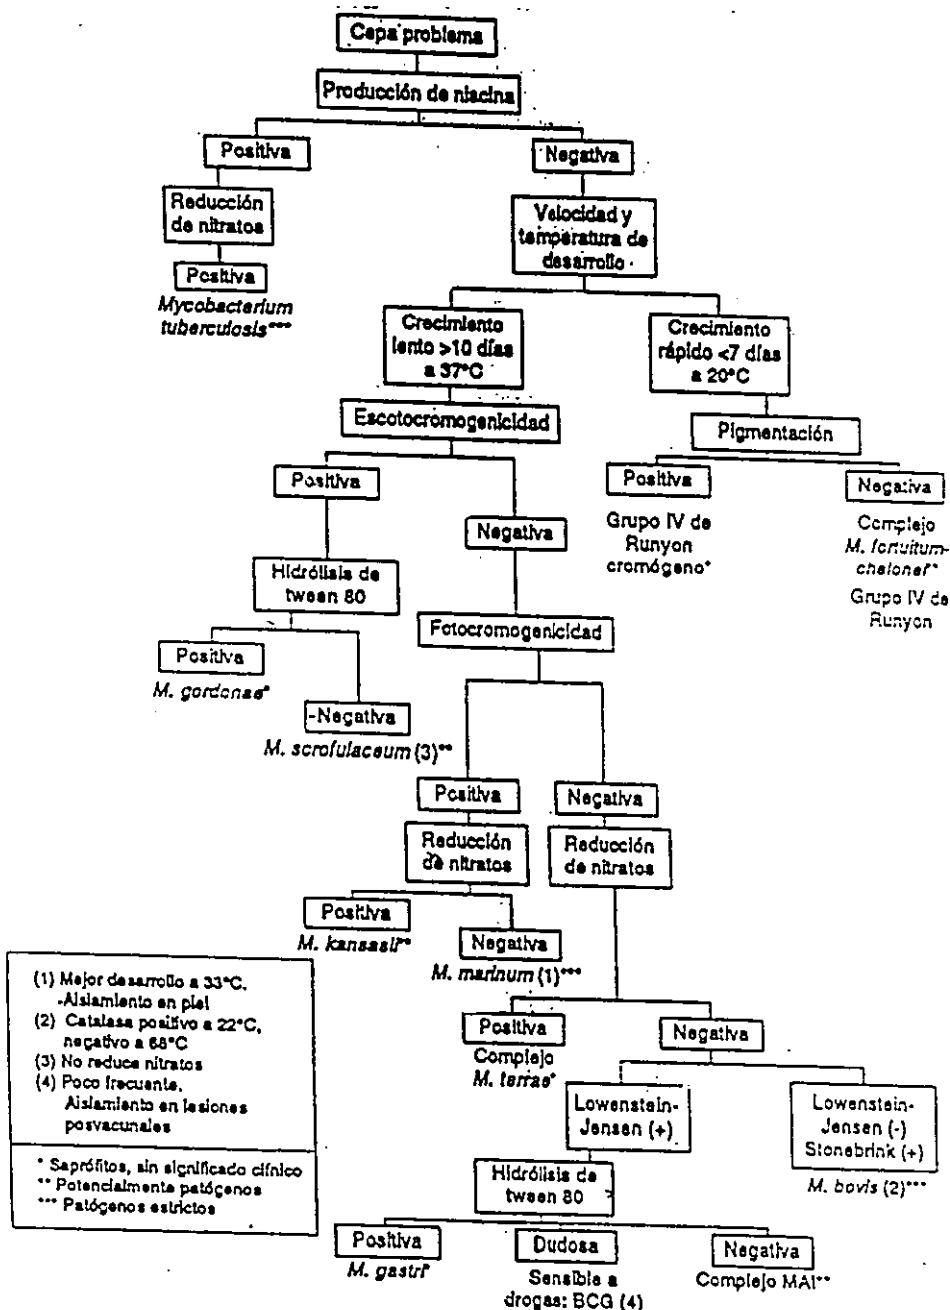 Cepa problema
Producción de niacina
Positiva
Negativa
Reducción
de nitratos
Positiva
Mycobacterium
tuberculosis***
Velocidad y
temperatura de
desarrollo
Crecimiento
lento >10 días
a 37°C
Crecimiento
rápido <7 días
a 20°C
Escotocromogenicidad
Pigmentación
Positiva
Negativa
Positiva
Grupo IV de
Runyon
cromógeno*
Negativa
Complejo
M. fortuitum-
chelonei**
Grupo IV de
Runyon
Hidrólisis de
tween 80
Fotocromogenicidad
Positiva
M. gordonae*
-Negativa
M. scrofulaceum (3)**
Positiva
Negativa
Reducción
de nitratos
Reducción
de nitratos
Positiva
M. kansasii**
Negativa
M. marinum (1)***
Positiva
Complejo
M. terrae*
Negativa
Lowenstein-
Jensen (+)
Lowenstein-
Jensen (-)
Stonebrink (+)
M. bovis (2)***
Hidrólisis de
tween 80
Positiva
M. gastri*
Dudosa
Sensible a
drogas: BCG (4)
Negativa
Complejo MAI**
(1) Mejor desarrollo a 33°C.
Aislamiento en piel
(2) Catalasa positivo a 22°C,
negativo a 68°C
(3) No reduce nitratos
(4) Poco frecuente.
Aislamiento en lesiones
posvacunales
* Saprófitos, sin significado clínico
** Potencialmente patógenos
*** Patógenos estrictos